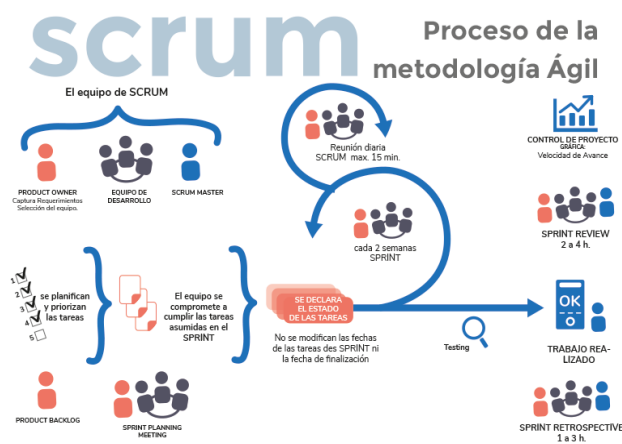 scrum
Proceso de la
metodología Ágil
El equipo de SCRUM
PRODUCT OWNER
Captura Requerimientos
Selección del equipo.
EQUIPO DE
DESARROLLO
SCRUM MASTER
Reunión diaria
SCRUM max. 15 min.
cada 2 semanas
SPRINT
CONTROL DE PROYECTO
GRÁFICA:
Velocidad de Avance
SPRINT REVIEW
2 a 4 h.
1
2
3
4
5
se planifican
y priorizan
las tareas
El equipo se
compromete a
cumplir las tareas
asumidas en el
SPRINT
SE DECLARA
EL ESTADO
DE LAS TAREAS
No se modifican las fechas
de las tareas des SPRINT ni
la fecha de finalización
Testing
OK
TRABAJO REA-
LIZADO
PRODUCT BACKLOG
SPRINT PLANNING
MEETING
SPRINT RETROSPECTIVE
1 a 3 h.